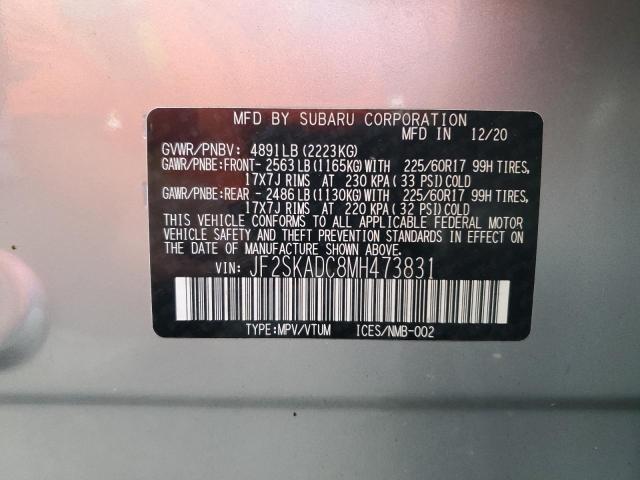 MFD BY SUBARU CORPORATION
MFD IN 12/20
GVWR/PNBV: 4891LB(2223KG)
GAWR/PNBE:FRONT-2563LB(1165KG)WITH 225/60R17 99H TIRES,
17X7J RIMS AT 230 KPA(33 PSI)COLD
GAWR/PNBE:REAR -2486LB(1130KG)WITH 225/60R17 99H TIRES,
17X7J RIMS AT 220 KPA(32 PSI)COLD
THIS VEHICLE CONFORMS TO ALL APPLICABLE FEDERAL MOTOR
VEHICLE SAFETY AND THEFT PREVENTION STANDARDS IN EFFECT ON
THE DATE OF MANUFACTURE SHOWN ABOVE.
VIN: JF2SKADC8MH473831
TYPE:MPV/VTUM ICES/NMB-002